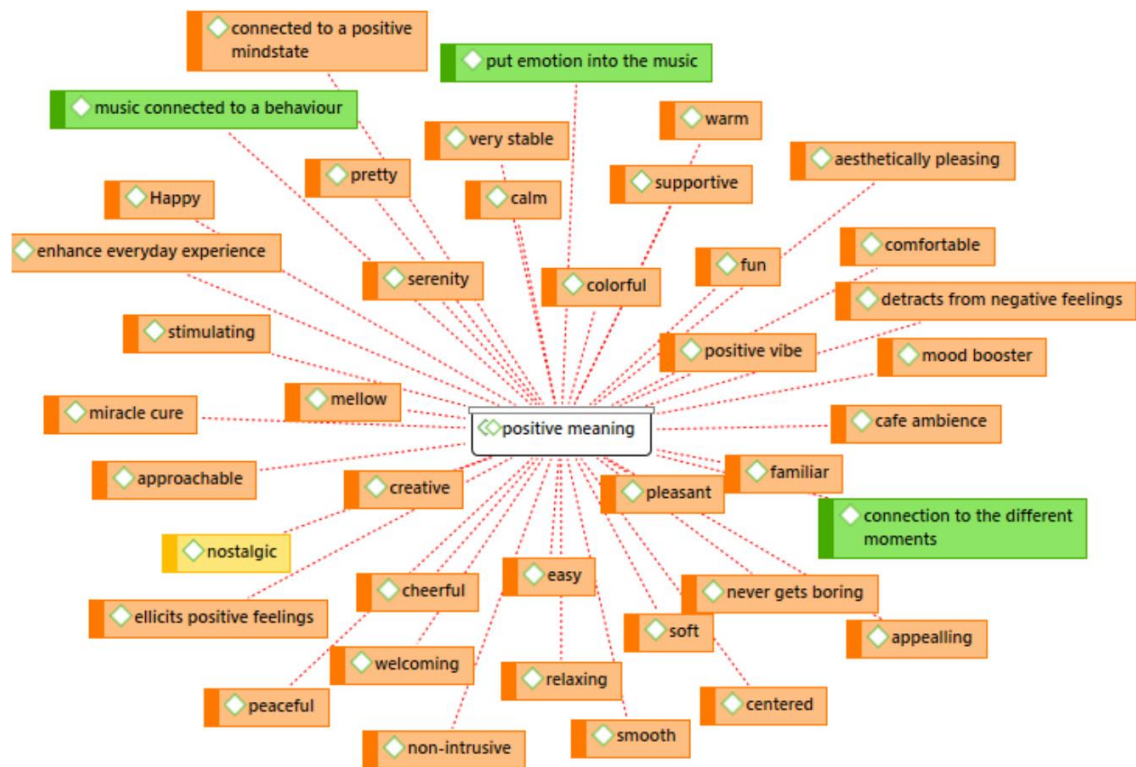 connected to a positive
mindstate
put emotion into the music
music connected to a behaviour
warm
very stable
aesthetically pleasing
pretty
supportive
Happy
calm
enhance everyday experience
comfortable
fun
serenity
colorful
detracts from negative feelings
stimulating
positive vibe
mood booster
mellow
miracle cure
cafe ambience
positive meaning
familiar
approachable
creative
pleasant
connection to the different
moments
nostalgic
easy
cheerful
never gets boring
ellicits positive feelings
soft
appealling
welcoming
relaxing
peaceful
centered
smooth
non-intrusive